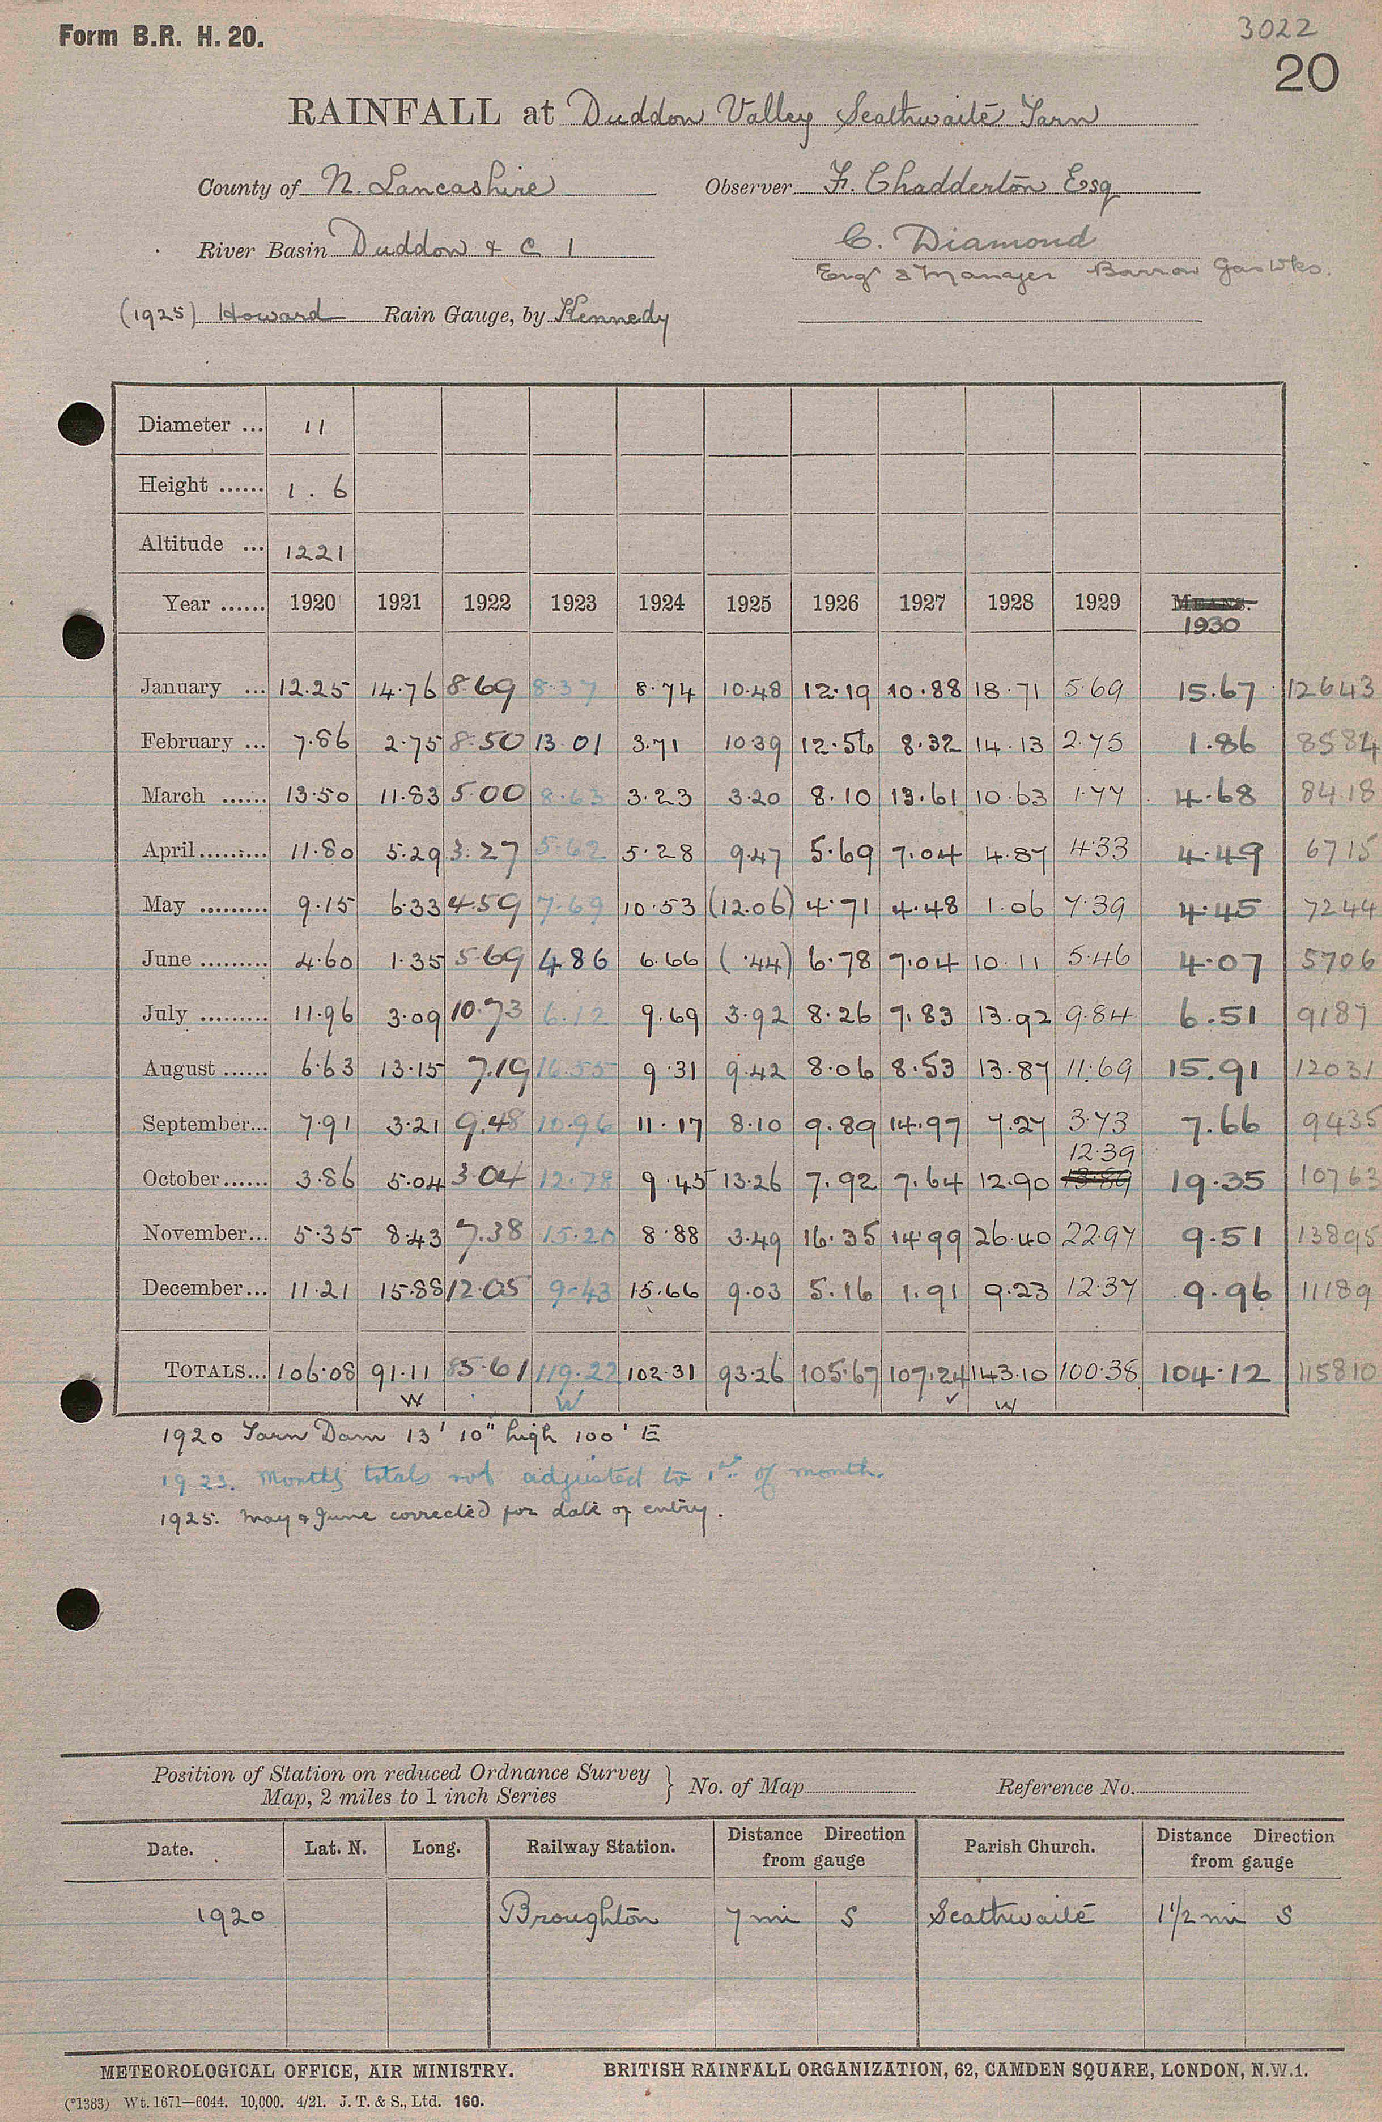 Form B.R. H. 20.
3022
20
RAINFALL at Duddon Valley Seathwaite Tarn
County of N. Lancashire Observer F. Chadderton Esq
River Basin Duddon & C 1 C. Diamond
Engr & Manager Barrow Gas Wks.
(1925) Howard Rain Gauge, by Kennedy
Diameter ... 11
Height ...... 1 . 6
Altitude ... 1221
Year ...... 1920 1921 1922 1923 1924 1925 1926 1927 1928 1929 MEANS. 1930
January ... 12.25 14.76 8.69 8.37 8.74 10.48 12.19 10.88 18.71 5.69 15.67 12643
February ... 7.86 2.75 8.50 13.01 3.71 10.39 12.56 8.32 14.13 2.75 1.86 8584
March ...... 13.50 11.83 5.00 8.63 3.23 3.20 8.10 13.61 10.63 1.77 4.68 8418
April......... 11.80 5.29 3.27 5.62 5.28 9.47 5.69 7.04 4.87 4.33 4.49 6715
May ......... 9.15 6.33 4.59 7.69 10.53 (12.06) 4.71 4.48 1.06 7.39 4.45 7244
June ......... 4.60 1.35 5.69 4.86 6.66 ( .44) 6.78 7.04 10.11 5.46 4.07 5706
July ......... 11.96 3.09 10.73 6.12 9.69 3.92 8.26 7.83 13.92 9.84 6.51 9187
August ...... 6.63 13.15 7.19 16.55 9.31 9.42 8.06 8.53 13.87 11.69 15.91 12031
September... 7.91 3.21 9.48 10.96 11.17 8.10 9.89 14.97 7.27 3.73 7.66 9435
12.39
October...... 3.86 5.04 3.04 12.78 9.45 13.26 7.92 7.64 12.90 13.89 19.35 10763
November... 5.35 8.43 7.38 15.20 8.88 3.49 16.35 14.99 26.40 22.97 9.51 13895
December... 11.21 15.88 12.05 9.43 15.66 9.03 5.16 1.91 9.23 12.37 9.96 11189
TOTALS... 106.08 91.11 85.61 119.22 102.31 93.26 105.67 107.24 143.10 100.38 104.12 115810
W W ✓ W
1920 Tarn Dam 13' 10" high 100' E
1923. Monthly totals not adjusted to 1st of month.
1925. May & June corrected for date of entry.
Position of Station on reduced Ordnance Survey
Map, 2 miles to 1 inch Series } No. of Map Reference No.
Date. Lat. N. Long. Railway Station. Distance Direction from gauge Parish Church. Distance Direction from gauge
1920 Broughton 7 mi S Seathwaite 1 1/2 mi S
METEOROLOGICAL OFFICE, AIR MINISTRY. BRITISH RAINFALL ORGANIZATION, 62, CAMDEN SQUARE, LONDON, N.W.1.
(*1383) Wt. 1671—6044. 10,000. 4/21. J. T. & S., Ltd. 160.